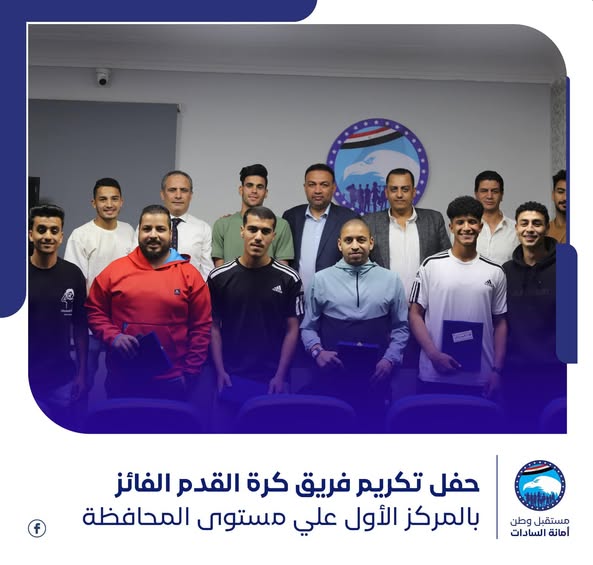 حفل تكريم فريق كرة القدم الفائز
بالمركز الأول علي مستوى المحافظة
مستقبل وطن
أمانة السادات